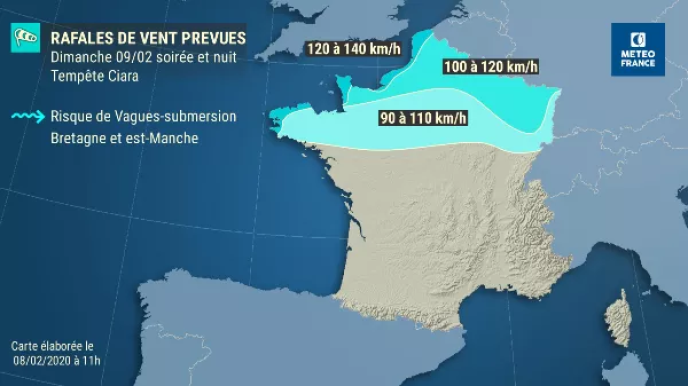 RAFALES DE VENT PREVUES
Dimanche 09/02 soirée et nuit
Tempête Ciara
Risque de Vagues-submersion
Bretagne et est-Manche
120 à 140 km/h
100 à 120 km/h
90 à 110 km/h
METEO
FRANCE
Carte élaborée le
08/02/2020 à 11h